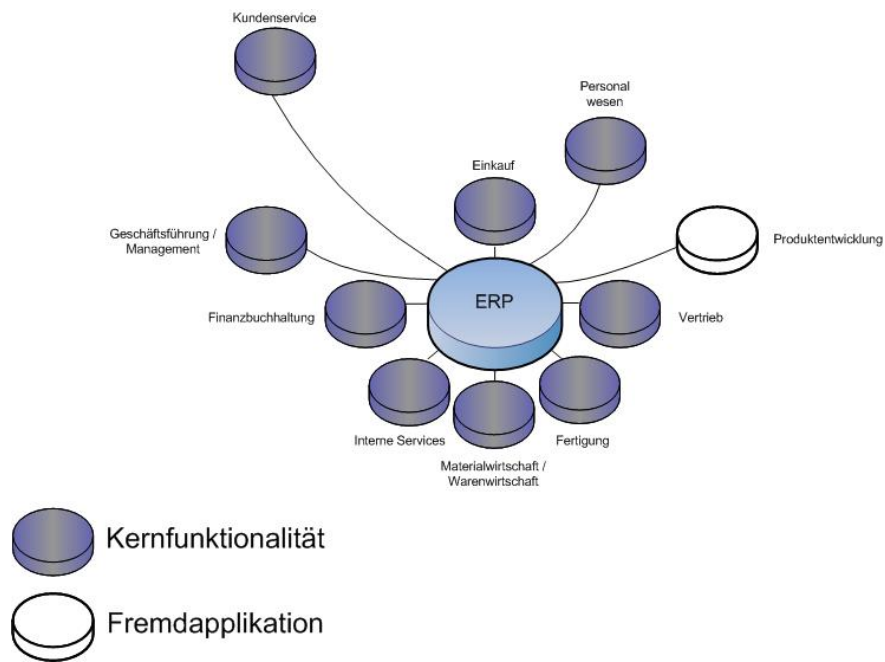 Kundenservice
Personal
wesen
Einkauf
Geschäftsführung /
Management
Produktentwicklung
ERP
Finanzbuchhaltung
Vertrieb
Interne Services
Fertigung
Materialwirtschaft /
Warenwirtschaft
Kernfunktionalität
Fremdapplikation